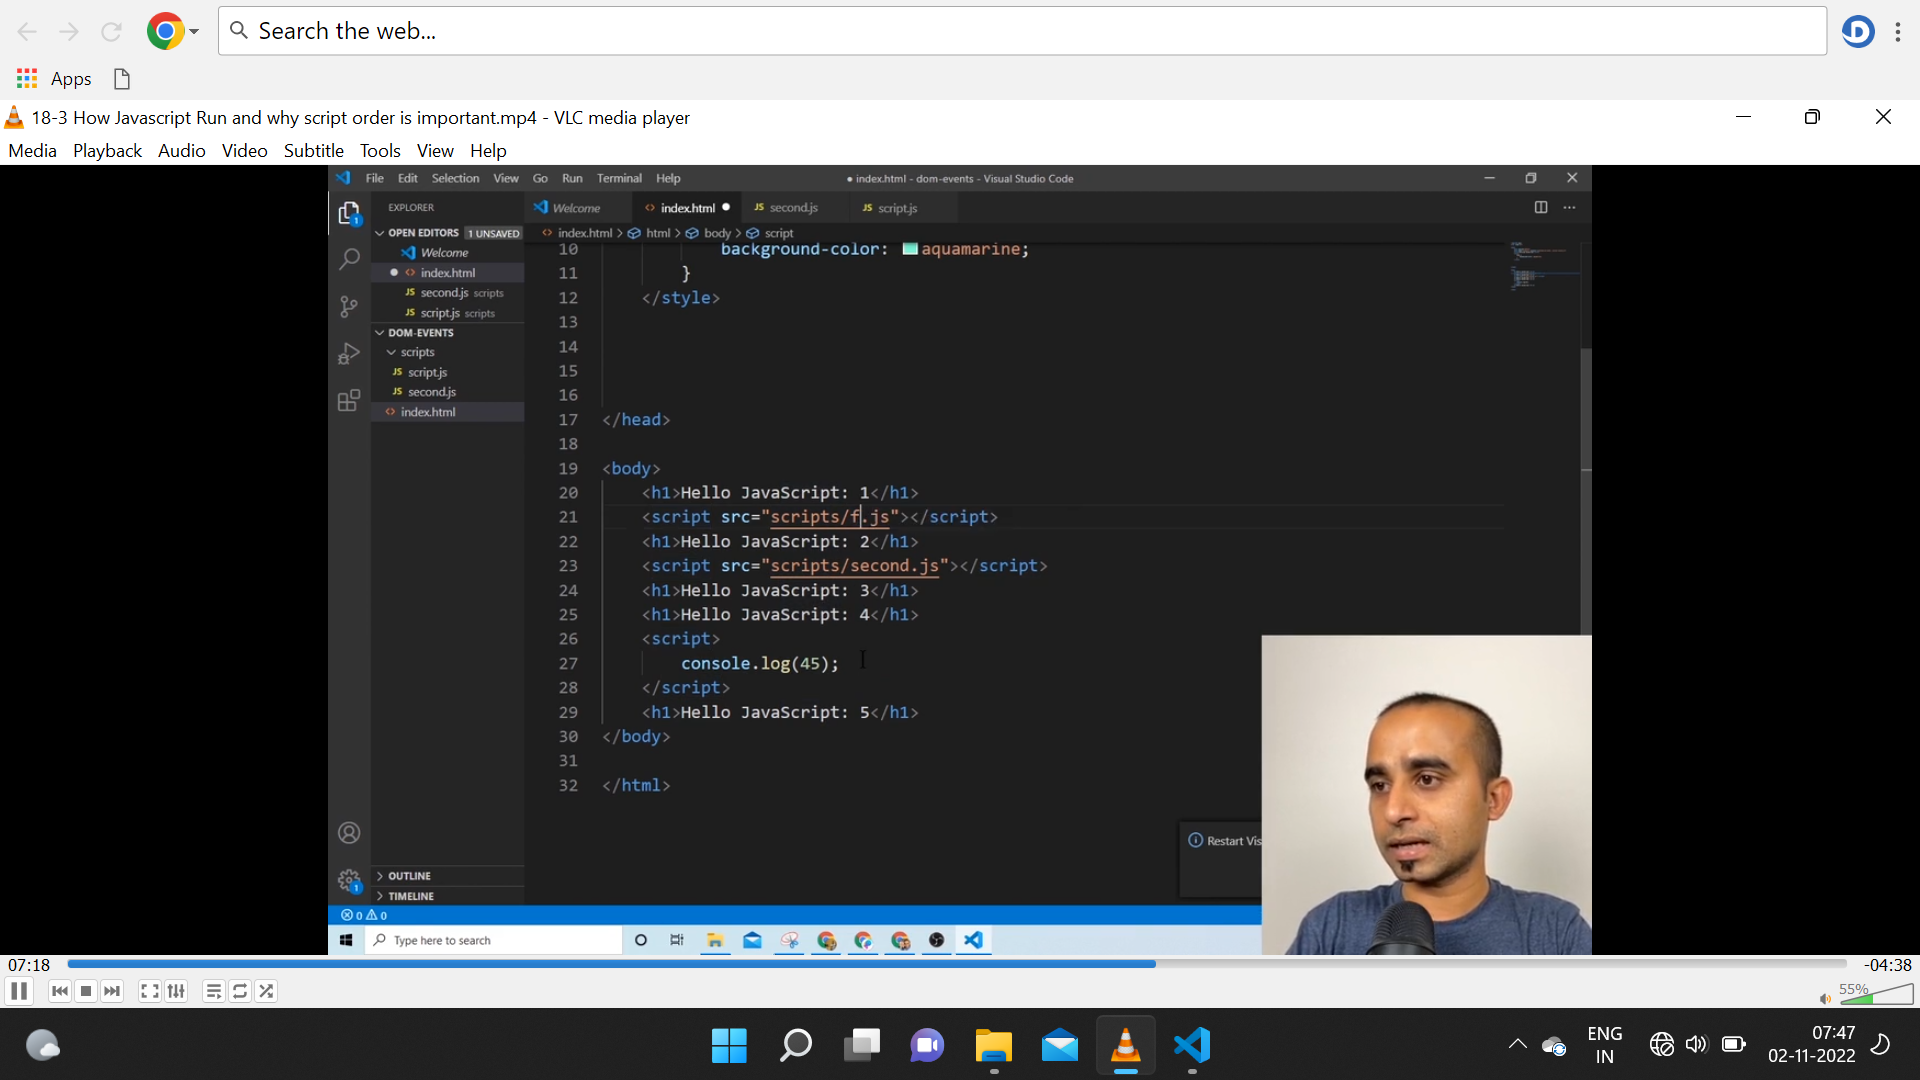 Search the web...
Apps
18-3 How Javascript Run and why script order is important.mp4 - VLC media player
Media Playback Audio Video Subtitle Tools View Help
File Edit Selection View Go Run Terminal Help
● index.html - dom-events - Visual Studio Code
EXPLORER
OPEN EDITORS 1 UNSAVED
Welcome
<> index.html
JS second.js scripts
JS script.js scripts
DOM-EVENTS
scripts
JS script.js
JS second.js
<> index.html
OUTLINE
TIMELINE
Welcome <> index.html ● JS second.js JS script.js
<> index.html > html > body > script
10 background-color: aquamarine;
11 }
12 </style>
13
14
15
16
17 </head>
18
19 <body>
20 <h1>Hello JavaScript: 1</h1>
21 <script src="scripts/f.js"></script>
22 <h1>Hello JavaScript: 2</h1>
23 <script src="scripts/second.js"></script>
24 <h1>Hello JavaScript: 3</h1>
25 <h1>Hello JavaScript: 4</h1>
26 <script>
27 console.log(45);
28 </script>
29 <h1>Hello JavaScript: 5</h1>
30 </body>
31
32 </html>
Restart Vis
1
1
0 0
Type here to search
07:18
-04:38
55%
ENG
IN
07:47
02-11-2022